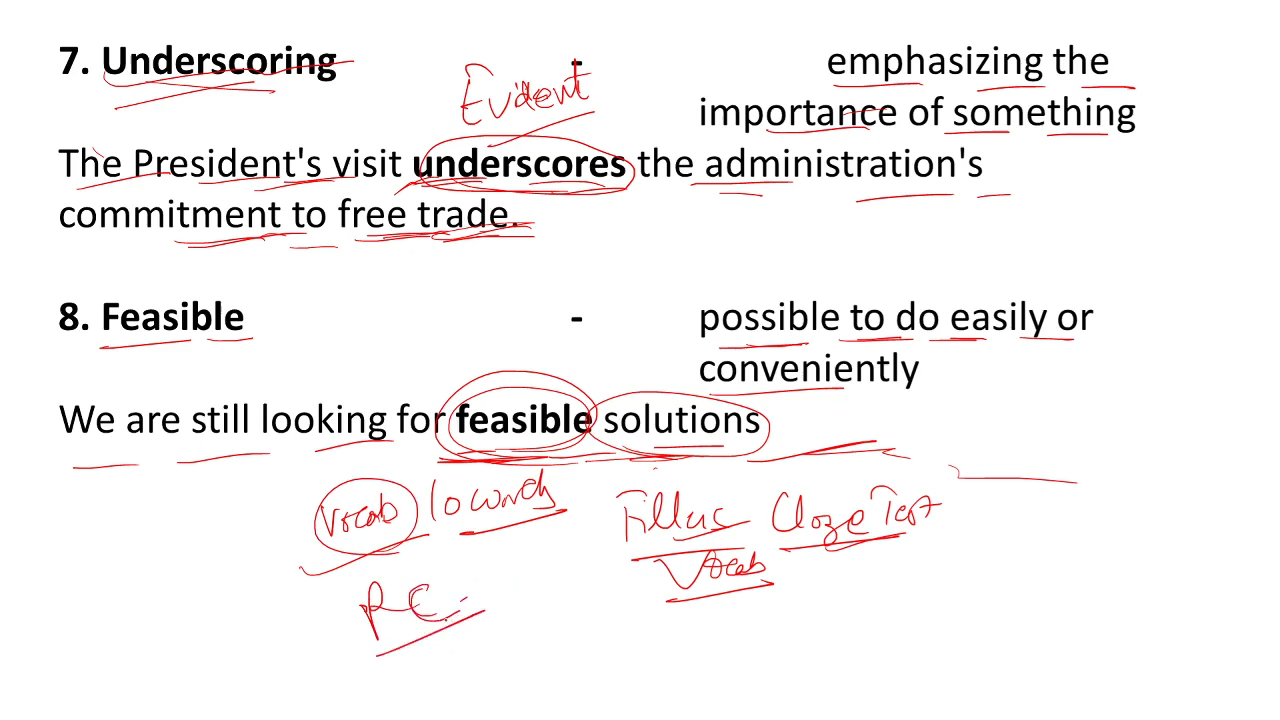 7. Underscoring - emphasizing the
importance of something
Evident
The President's visit underscores the administration's
commitment to free trade.
8. Feasible - possible to do easily or
conveniently
We are still looking for feasible solutions
Vocab 10 words Fillers Cloze Test
Vocab
RC